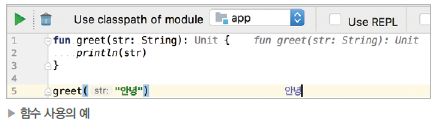 Use classpath of module app Use REPL
1 fun greet(str: String): Unit { fun greet(str: String): Unit
2 println(str)
3 }
4
5 greet( str: "안녕") 안녕
▶ 함수 사용의 예